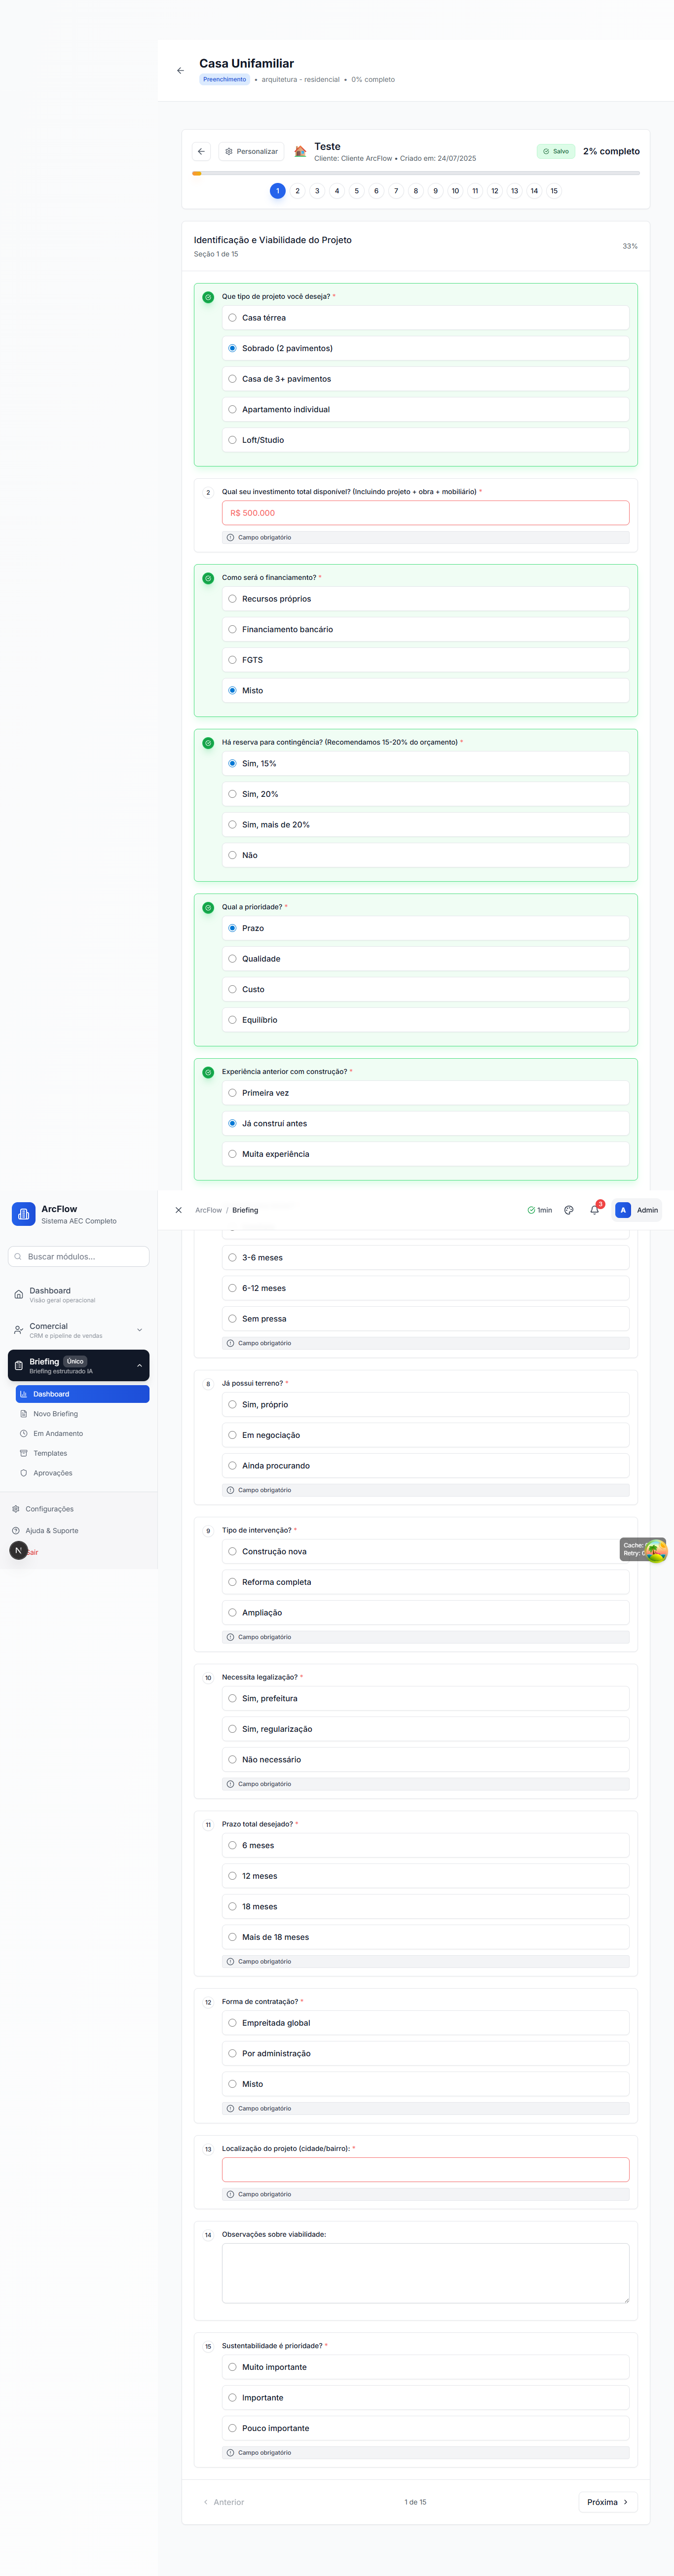 Casa Unifamiliar
Preenchimento • arquitetura - residencial • 0% completo
Personalizar
Teste
Cliente: Cliente ArcFlow • Criado em: 24/07/2025
Salvo
2% completo
1 2 3 4 5 6 7 8 9 10 11 12 13 14 15
Identificação e Viabilidade do Projeto
Seção 1 de 15
33%
Que tipo de projeto você deseja? *
Casa térrea
Sobrado (2 pavimentos)
Casa de 3+ pavimentos
Apartamento individual
Loft/Studio
2
Qual seu investimento total disponível? (Incluindo projeto + obra + mobiliário) *
R$ 500.000
Campo obrigatório
Como será o financiamento? *
Recursos próprios
Financiamento bancário
FGTS
Misto
Há reserva para contingência? (Recomendamos 15-20% do orçamento) *
Sim, 15%
Sim, 20%
Sim, mais de 20%
Não
Qual a prioridade? *
Prazo
Qualidade
Custo
Equilíbrio
Experiência anterior com construção? *
Primeira vez
Já construi antes
Muita experiência
ArcFlow
Sistema AEC Completo
Buscar módulos...
Dashboard
Visão geral operacional
Comercial
CRM e pipeline de vendas
Briefing Único
Briefing estruturado IA
Dashboard
Novo Briefing
Em Andamento
Templates
Aprovações
Configurações
Ajuda & Suporte
N
air
ArcFlow / Briefing
1min
3
A
Admin
3-6 meses
6-12 meses
Sem pressa
Campo obrigatório
8
Já possui terreno? *
Sim, próprio
Em negociação
Ainda procurando
Campo obrigatório
9
Tipo de intervenção? *
Construção nova
Reforma completa
Ampliação
Campo obrigatório
Cache:
Retry:
10
Necessita legalização? *
Sim, prefeitura
Sim, regularização
Não necessário
Campo obrigatório
11
Prazo total desejado? *
6 meses
12 meses
18 meses
Mais de 18 meses
Campo obrigatório
12
Forma de contratação? *
Empreitada global
Por administração
Misto
Campo obrigatório
13
Localização do projeto (cidade/bairro): *
Campo obrigatório
14
Observações sobre viabilidade:
15
Sustentabilidade é prioridade? *
Muito importante
Importante
Pouco importante
Campo obrigatório
Anterior
1 de 15
Próxima